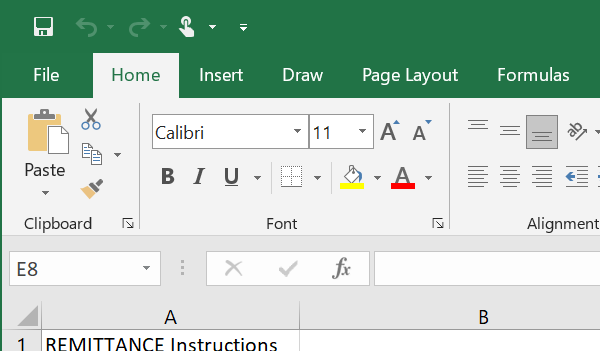 File Home Insert Draw Page Layout Formulas
Calibri 11 A A
Paste B I U A
Clipboard Font Alignment
E8 fx
A B
1 REMITTANCE Instructions